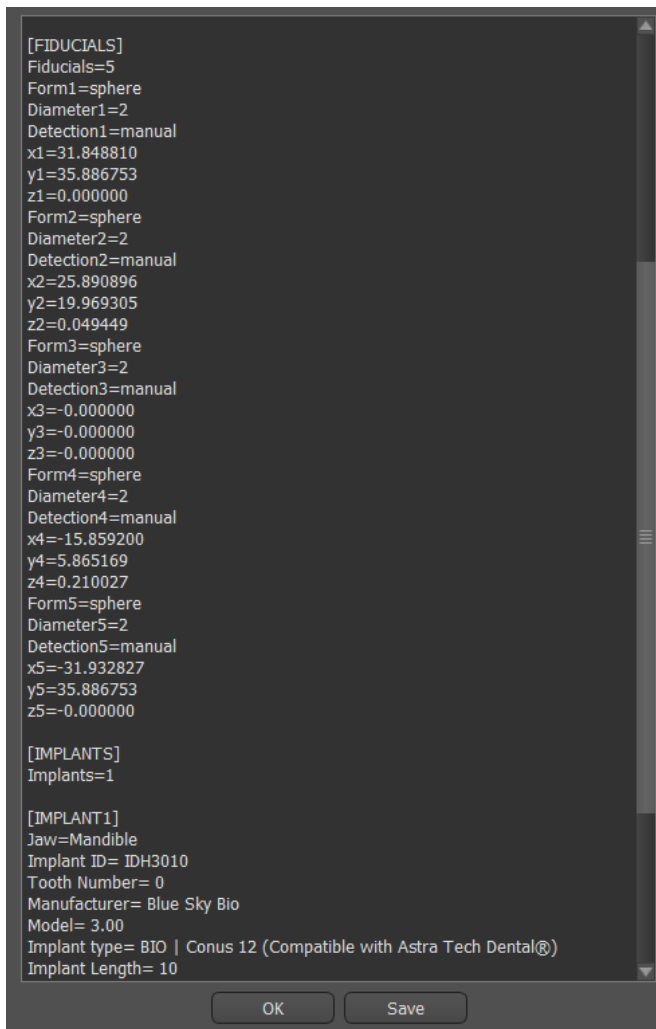 [FIDUCIALS]
Fiducials=5
Form1=sphere
Diameter1=2
Detection1=manual
x1=31.848810
y1=35.886753
z1=0.000000
Form2=sphere
Diameter2=2
Detection2=manual
x2=25.890896
y2=19.969305
z2=0.049449
Form3=sphere
Diameter3=2
Detection3=manual
x3=-0.000000
y3=-0.000000
z3=-0.000000
Form4=sphere
Diameter4=2
Detection4=manual
x4=-15.859200
y4=5.865169
z4=0.210027
Form5=sphere
Diameter5=2
Detection5=manual
x5=-31.932827
y5=35.886753
z5=-0.000000
[IMPLANTS]
Implants=1
[IMPLANT1]
Jaw=Mandible
Implant ID= IDH3010
Tooth Number= 0
Manufacturer= Blue Sky Bio
Model= 3.00
Implant type= BIO | Conus 12 (Compatible with Astra Tech Dental®)
Implant Length= 10
OK Save